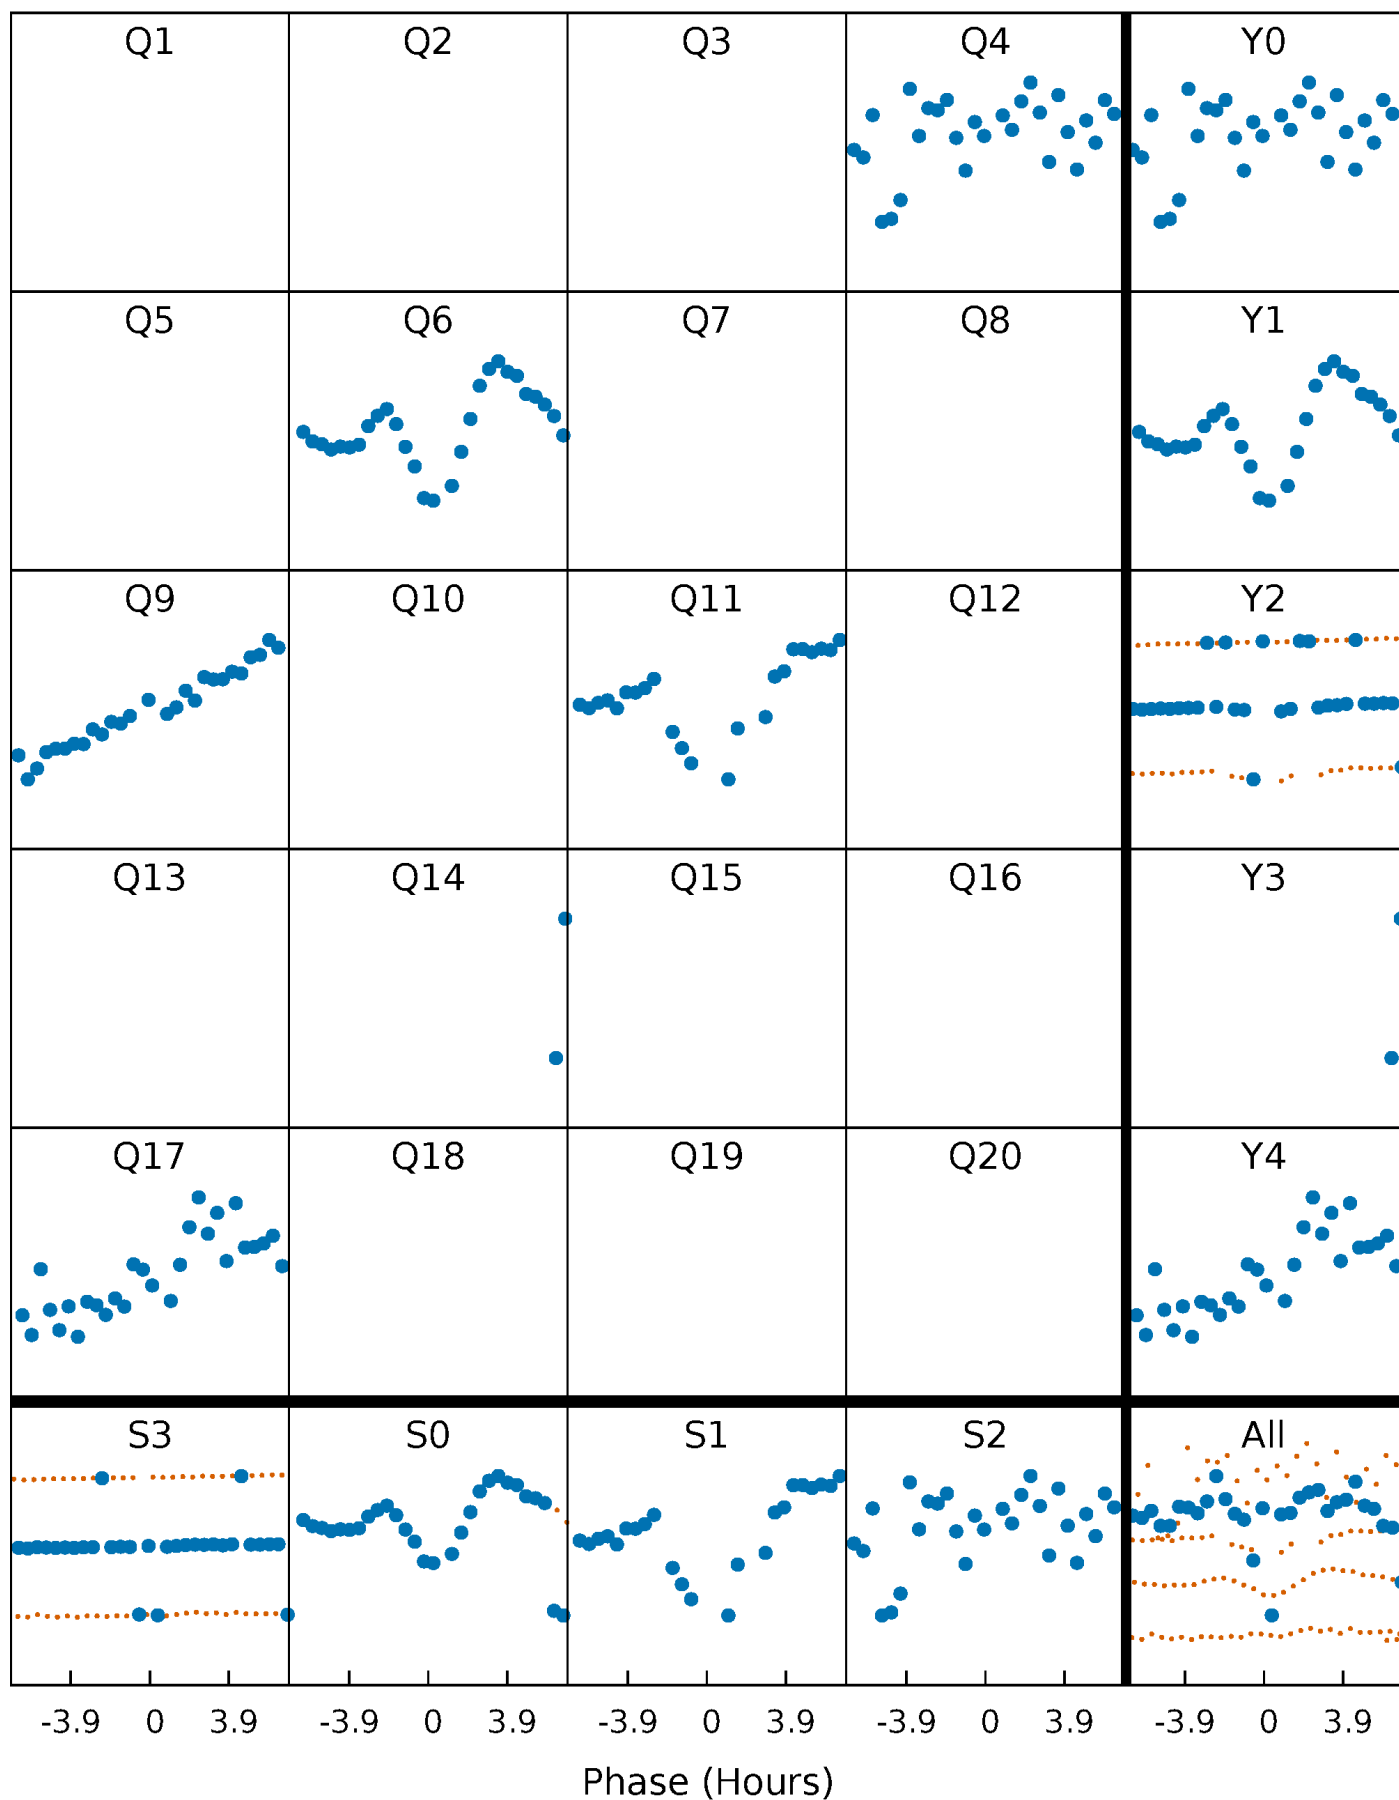 Q1 Q2 Q3 Q4 Y0
Q5 Q6 Q7 Q8 Y1
Q9 Q10 Q11 Q12 Y2
Q13 Q14 Q15 Q16 Y3
Q17 Q18 Q19 Q20 Y4
S3 S0 S1 S2 All
-3.9 0 3.9 -3.9 0 3.9 -3.9 0 3.9 -3.9 0 3.9 -3.9 0 3.9
Phase (Hours)